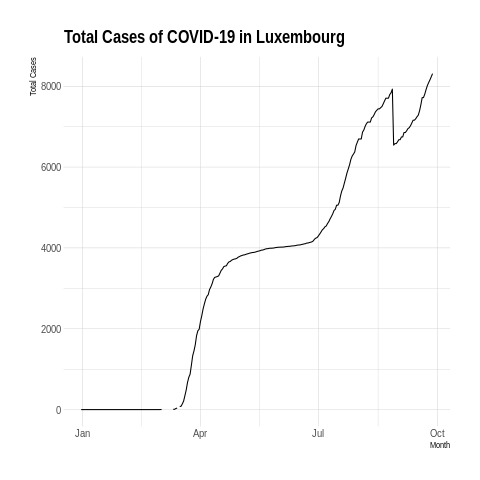 Total Cases of COVID-19 in Luxembourg
Total Cases
8000
6000
4000
2000
0
Jan Apr Jul Oct
Month